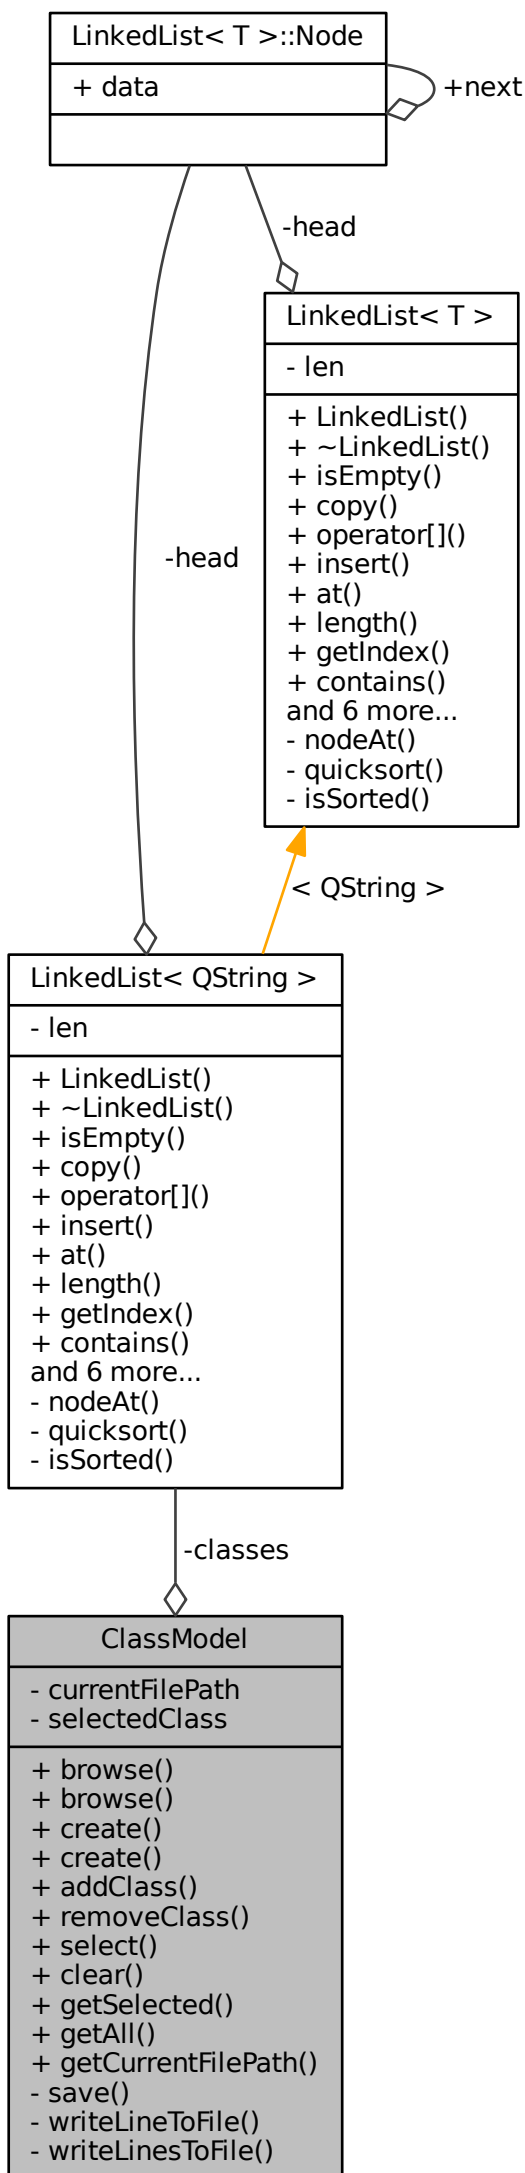 LinkedList< T >::Node
+ data
+next
-head
LinkedList< T >
- len
+ LinkedList()
+ ~LinkedList()
+ isEmpty()
+ copy()
+ operator[]()
+ insert()
+ at()
+ length()
+ getIndex()
+ contains()
and 6 more...
- nodeAt()
- quicksort()
- isSorted()
-head
< QString >
LinkedList< QString >
- len
+ LinkedList()
+ ~LinkedList()
+ isEmpty()
+ copy()
+ operator[]()
+ insert()
+ at()
+ length()
+ getIndex()
+ contains()
and 6 more...
- nodeAt()
- quicksort()
- isSorted()
-classes
ClassModel
- currentFilePath
- selectedClass
+ browse()
+ browse()
+ create()
+ create()
+ addClass()
+ removeClass()
+ select()
+ clear()
+ getSelected()
+ getAll()
+ getCurrentFilePath()
- save()
- writeLineToFile()
- writeLinesToFile()